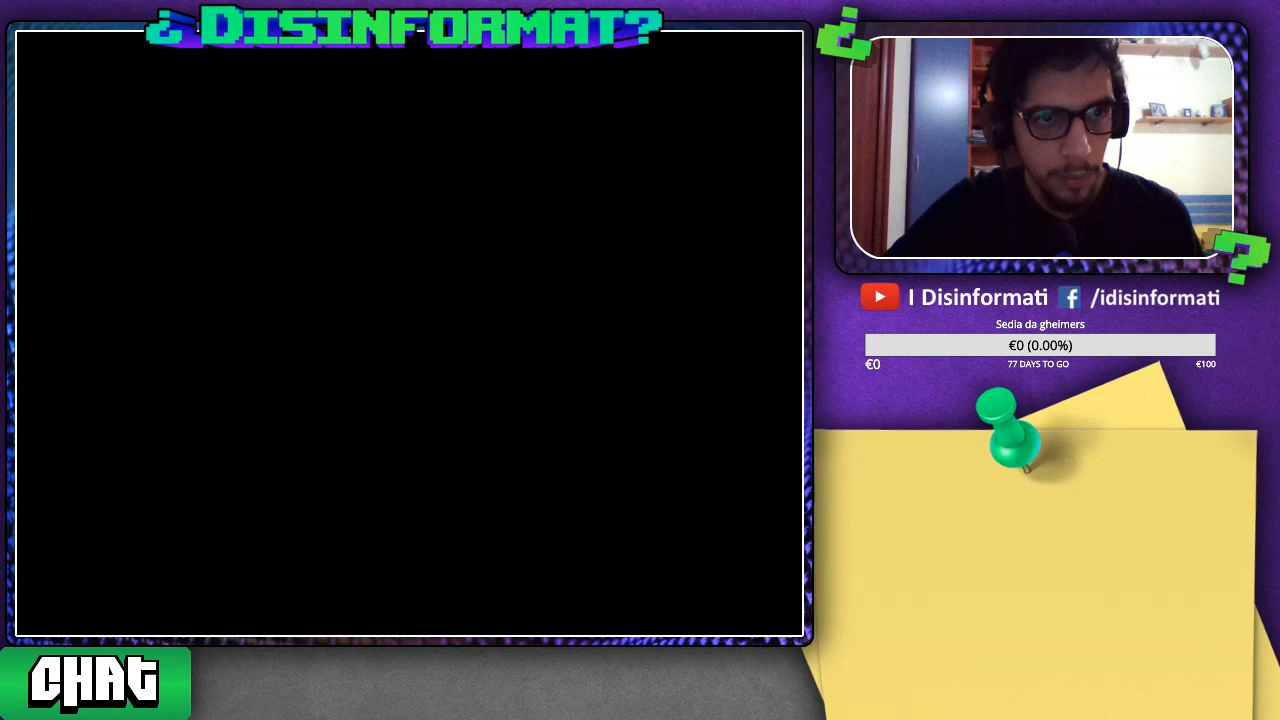 ¿ DISINFORMAT?
¿
?
I Disinformati /idisinformati
Sedia da gheimers
€0 (0.00%)
€0 77 DAYS TO GO €100
CHAT